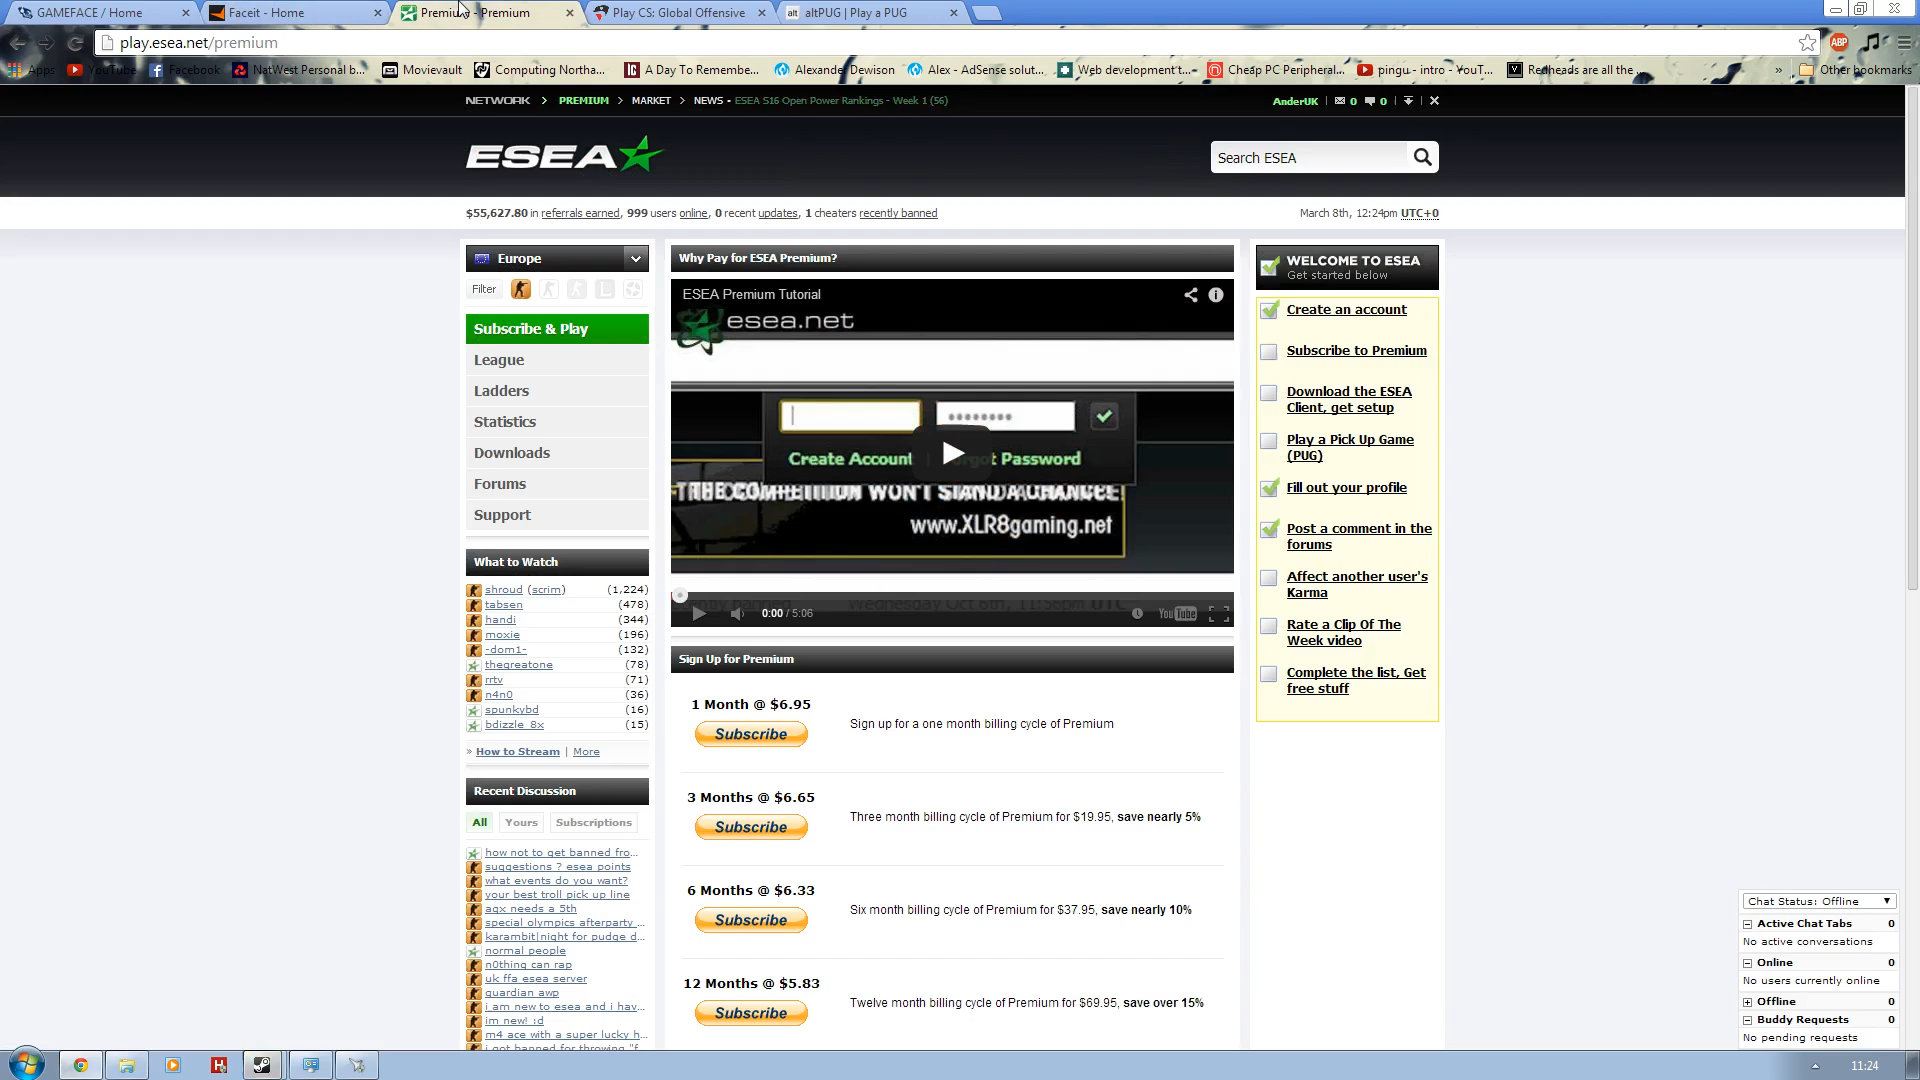 GAMEFACE / Home
Faceit - Home
Premium - Premium
Play CS: Global Offensive
alt altPUG | Play a PUG
play.esea.net/premium
ABP
Apps
YouTube
Facebook
NatWest Personal b...
Movievault
Computing Northa...
A Day To Remembe...
Alexander Dewison
Alex - AdSense solut...
Web development t...
Cheap PC Peripheral...
pingu - intro - YouT...
Redheads are all the ...
»
Other bookmarks
NETWORK > PREMIUM > MARKET > NEWS • ESEA S16 Open Power Rankings - Week 1 (56)
AnderUK | 0 0 |
ESEA
Search ESEA
$55,627.80 in referrals earned, 999 users online, 0 recent updates, 1 cheaters recently banned
March 8th, 12:24pm UTC+0
Europe
Filter
Subscribe & Play
League
Ladders
Statistics
Downloads
Forums
Support
What to Watch
shroud (scrim) (1,224)
tabsen (478)
handi (344)
moxie (196)
-dom1- (132)
thegreatone (78)
rrtv (71)
n4n0 (36)
spunkybd (16)
bdizzle_8x (15)
» How to Stream | More
Recent Discussion
All Yours Subscriptions
how not to get banned fro...
suggestions ? esea points
what events do you want?
your best troll pick up line
agx needs a 5th
special olympics afterparty ...
karambit|night for pudge d...
normal people
n0thing can rap
uk ffa esea server
guardian awp
i am new to esea and i hav...
im new! :d
m4 ace with a super lucky h...
i got banned for throwing "f...
Why Pay for ESEA Premium?
ESEA Premium Tutorial
esea.net
Create Account
t Password
THE COMPETITION WON'T STAND A CHANCE!
www.XLR8gaming.net
Wednesday Oct 6th, 11:56pm UTC
0:00 / 5:06
YouTube
Sign Up for Premium
1 Month @ $6.95
Subscribe
Sign up for a one month billing cycle of Premium
3 Months @ $6.65
Subscribe
Three month billing cycle of Premium for $19.95, save nearly 5%
6 Months @ $6.33
Subscribe
Six month billing cycle of Premium for $37.95, save nearly 10%
12 Months @ $5.83
Subscribe
Twelve month billing cycle of Premium for $69.95, save over 15%
WELCOME TO ESEA
Get started below
Create an account
Subscribe to Premium
Download the ESEA
Client, get setup
Play a Pick Up Game
(PUG)
Fill out your profile
Post a comment in the
forums
Affect another user's
Karma
Rate a Clip Of The
Week video
Complete the list, Get
free stuff
Chat Status: Offline
Active Chat Tabs 0
No active conversations
Online 0
No users currently online
Offline 0
Buddy Requests 0
No pending requests
11:24